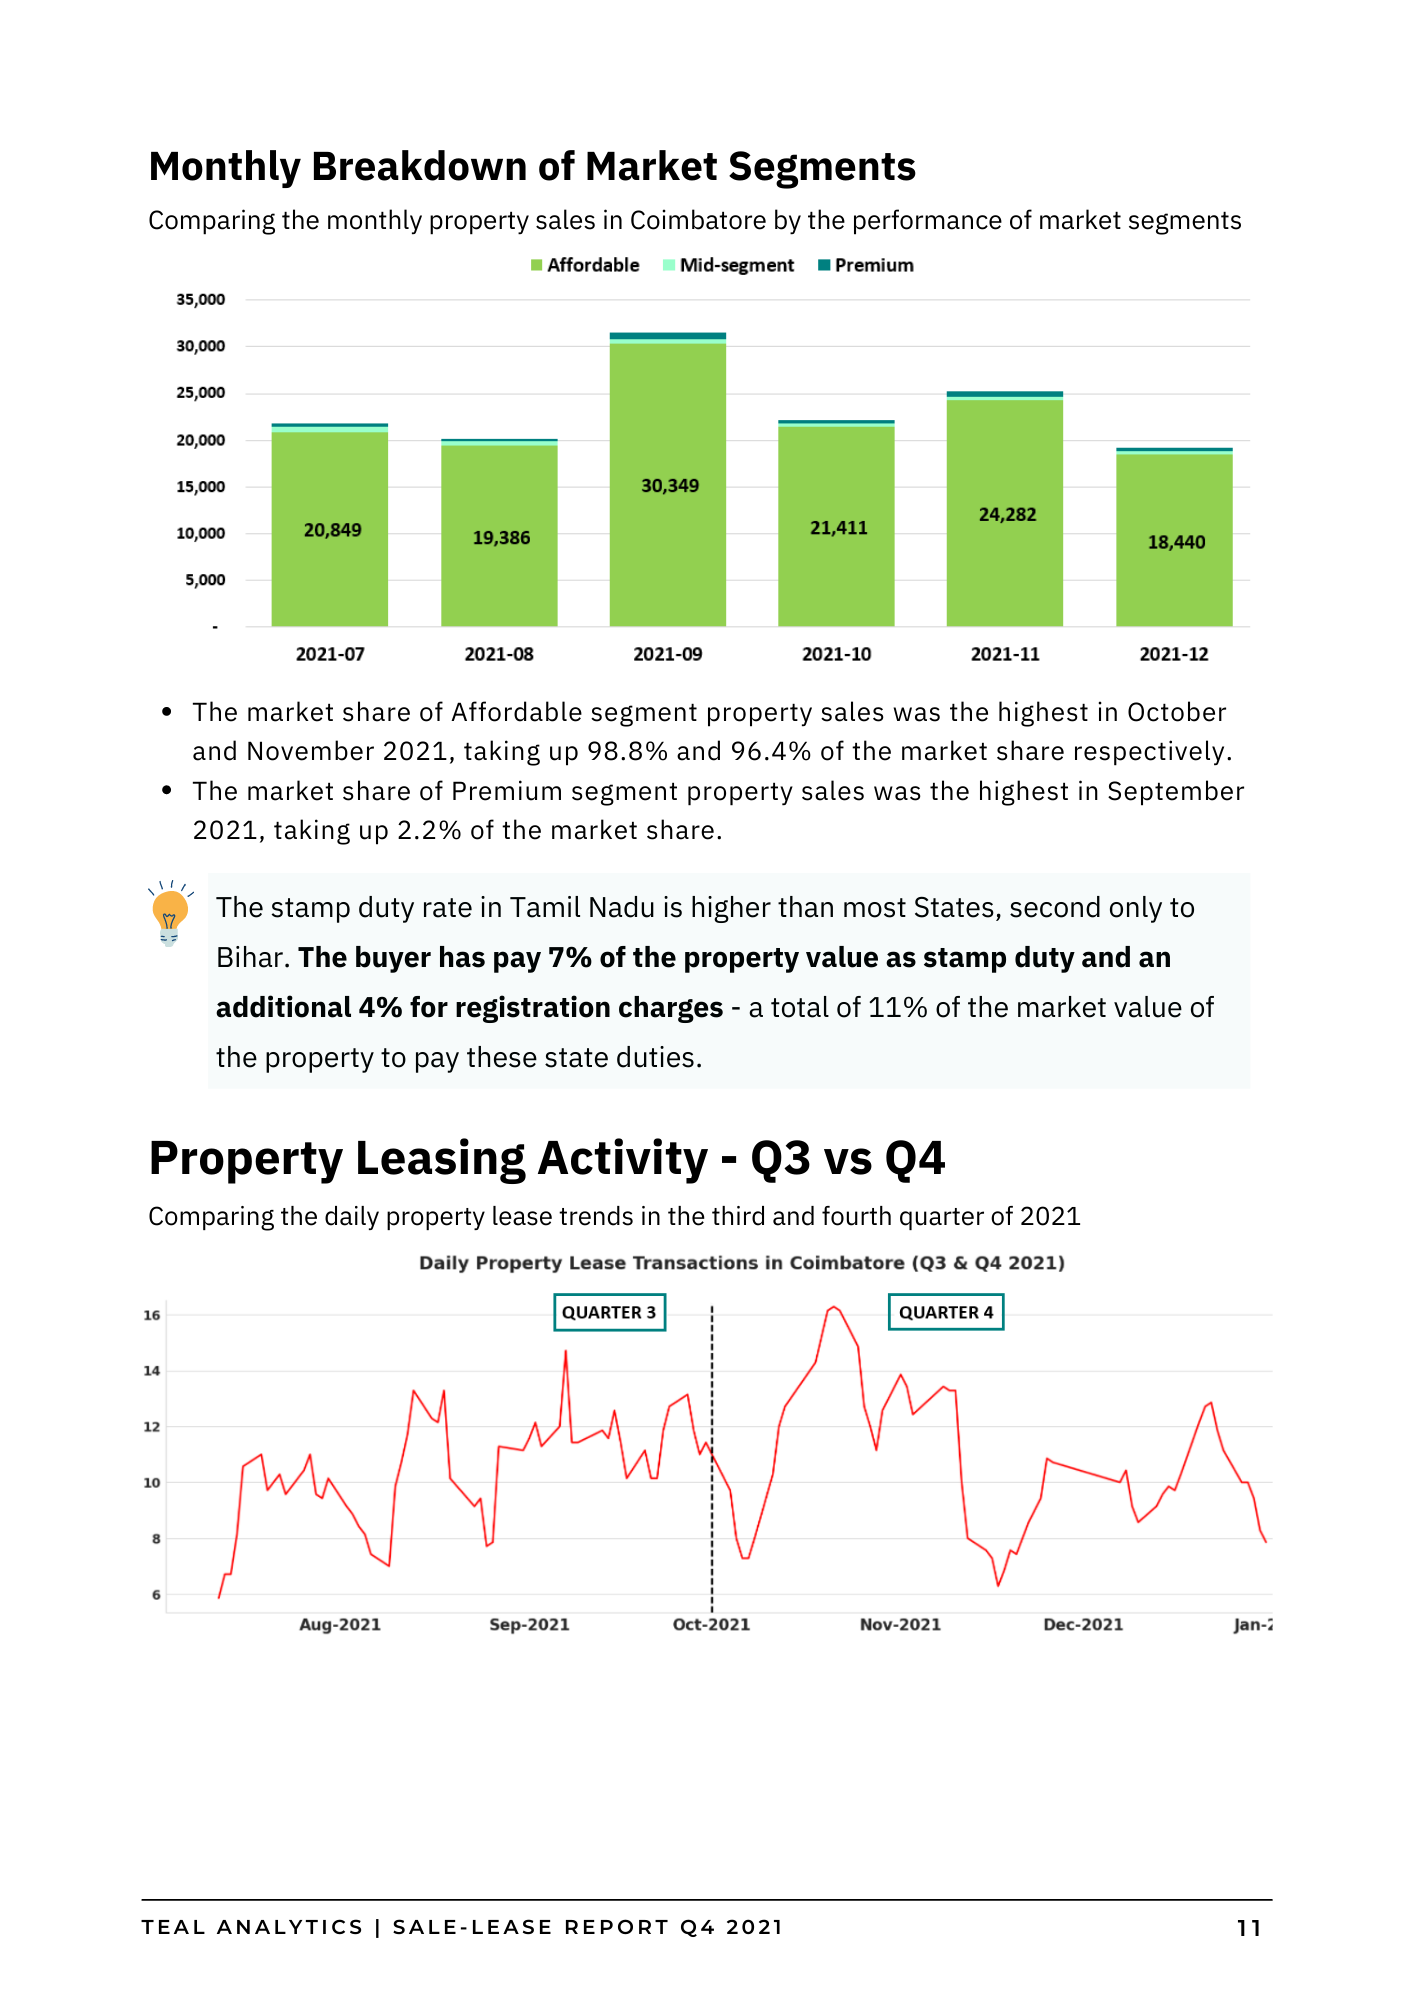 Monthly Breakdown of Market Segments
Comparing the monthly property sales in Coimbatore by the performance of market segments
Affordable Mid-segment Premium
35,000
30,000
25,000
20,000
15,000
10,000
5,000
-
20,849
19,386
30,349
21,411
24,282
18,440
2021-07 2021-08 2021-09 2021-10 2021-11 2021-12
• The market share of Affordable segment property sales was the highest in October
and November 2021, taking up 98.8% and 96.4% of the market share respectively.
• The market share of Premium segment property sales was the highest in September
2021, taking up 2.2% of the market share.
The stamp duty rate in Tamil Nadu is higher than most States, second only to
Bihar. The buyer has pay 7% of the property value as stamp duty and an
additional 4% for registration charges - a total of 11% of the market value of
the property to pay these state duties.
Property Leasing Activity - Q3 vs Q4
Comparing the daily property lease trends in the third and fourth quarter of 2021
Daily Property Lease Transactions in Coimbatore (Q3 & Q4 2021)
QUARTER 3 QUARTER 4
16
14
12
10
8
6
Aug-2021 Sep-2021 Oct-2021 Nov-2021 Dec-2021 Jan-2
TEAL ANALYTICS | SALE-LEASE REPORT Q4 2021 11